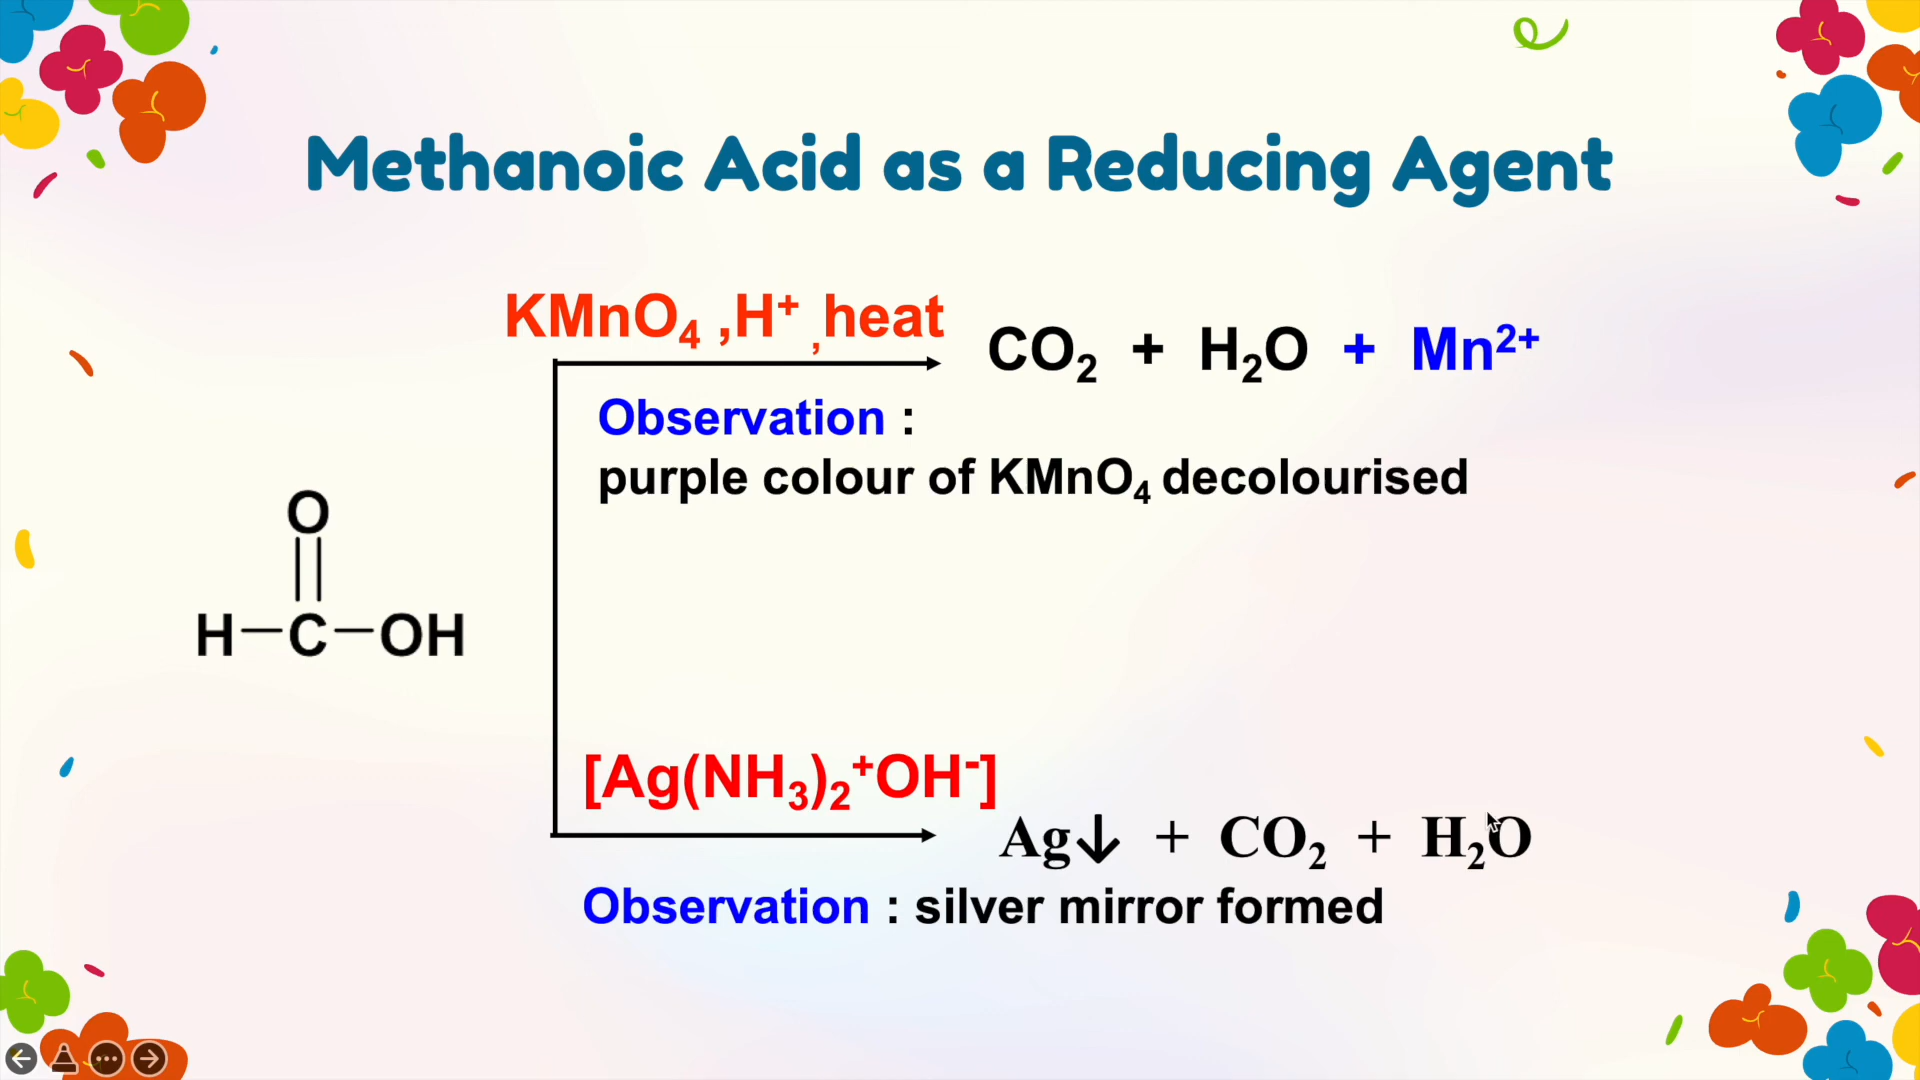 Methanoic Acid as a Reducing Agent
KMnO₄ ,H⁺ ,heat
CO₂ + H₂O + Mn²⁺
Observation :
purple colour of KMnO₄ decolourised
O
H–C–OH
[Ag(NH₃)₂⁺OH⁻]
Ag↓ + CO₂ + H₂O
Observation : silver mirror formed